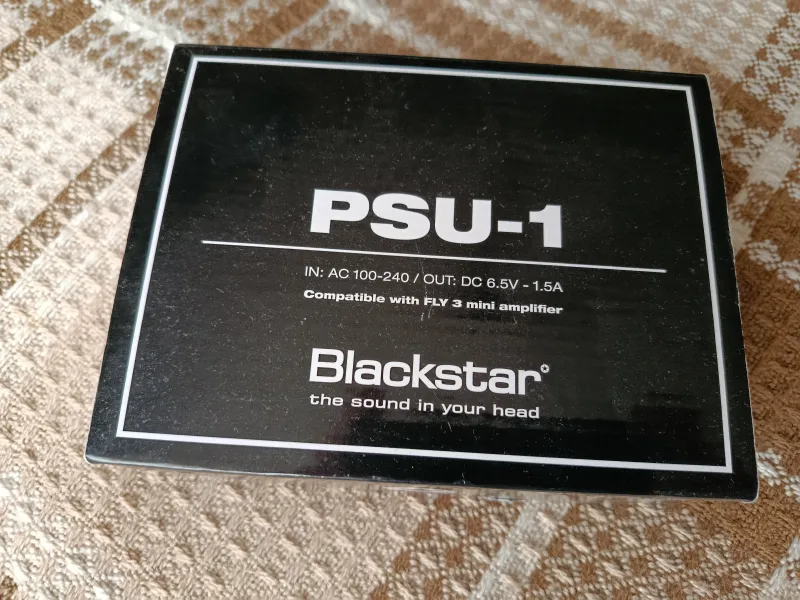 PSU-1
IN: AC 100-240 / OUT: DC 6.5V - 1.5A
Compatible with FLY 3 mini amplifier
Blackstar
the sound in your head